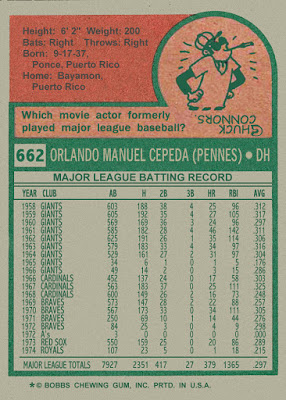 Height: 6' 2" Weight: 200
Bats: Right Throws: Right
Born: 9-17-37,
Ponce, Puerto Rico
Home: Bayamon,
Puerto Rico
CHUCK
CONNORS
Which movie actor formerly
played major league baseball?
662 ORLANDO MANUEL CEPEDA (PENNES) • DH
MAJOR LEAGUE BATTING RECORD
YEAR CLUB AB H 2B 3B HR RBI AVG
1958 GIANTS 603 188 38 4 25 96 .312
1959 GIANTS 605 192 35 4 27 105 .317
1960 GIANTS 569 169 36 3 24 96 .297
1961 GIANTS 585 182 28 4 46 142 .311
1962 GIANTS 625 191 26 1 35 114 .306
1963 GIANTS 579 183 33 4 34 97 .316
1964 GIANTS 529 161 27 2 31 97 .304
1965 GIANTS 34 6 1 0 1 5 .176
1966 GIANTS 49 14 2 0 3 15 .286
1966 CARDINALS 452 137 24 0 17 58 .303
1967 CARDINALS 563 183 37 0 25 111 .325
1968 CARDINALS 600 149 26 2 16 73 .248
1969 BRAVES 573 147 28 2 22 88 .257
1970 BRAVES 567 173 33 0 34 111 .305
1971 BRAVES 250 69 10 1 14 44 .276
1972 BRAVES 84 25 3 0 4 9 .298
1972 A's 3 0 0 0 0 0 .000
1973 RED SOX 550 159 25 0 20 86 .289
1974 ROYALS 107 23 5 0 1 18 .215
MAJOR LEAGUE TOTAL 7927 2351 417 27 379 1365 .297
★© BOBBS CHEWING GUM, INC. PRTD. IN U.S.A.